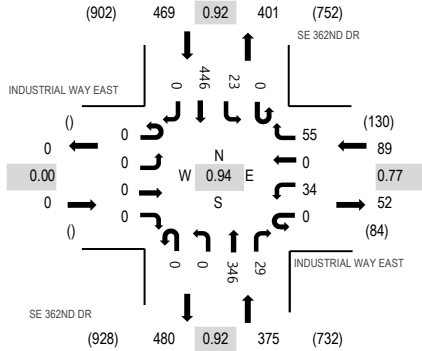 (902) 469 0.92 401 (752)
SE 362ND DR
0 446 23 0
INDUSTRIAL WAY EAST
() 0 55 (130)
0 0 N 0 89
0.00 W 0.94 E 0.77
0 0 S 34 52
() 0 0 (84)
0 0 346 29
INDUSTRIAL WAY EAST
SE 362ND DR
(928) 480 0.92 375 (732)